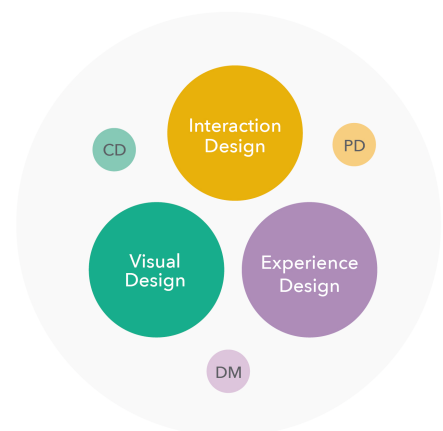 Interaction
Design
CD
PD
Visual
Design
Experience
Design
DM